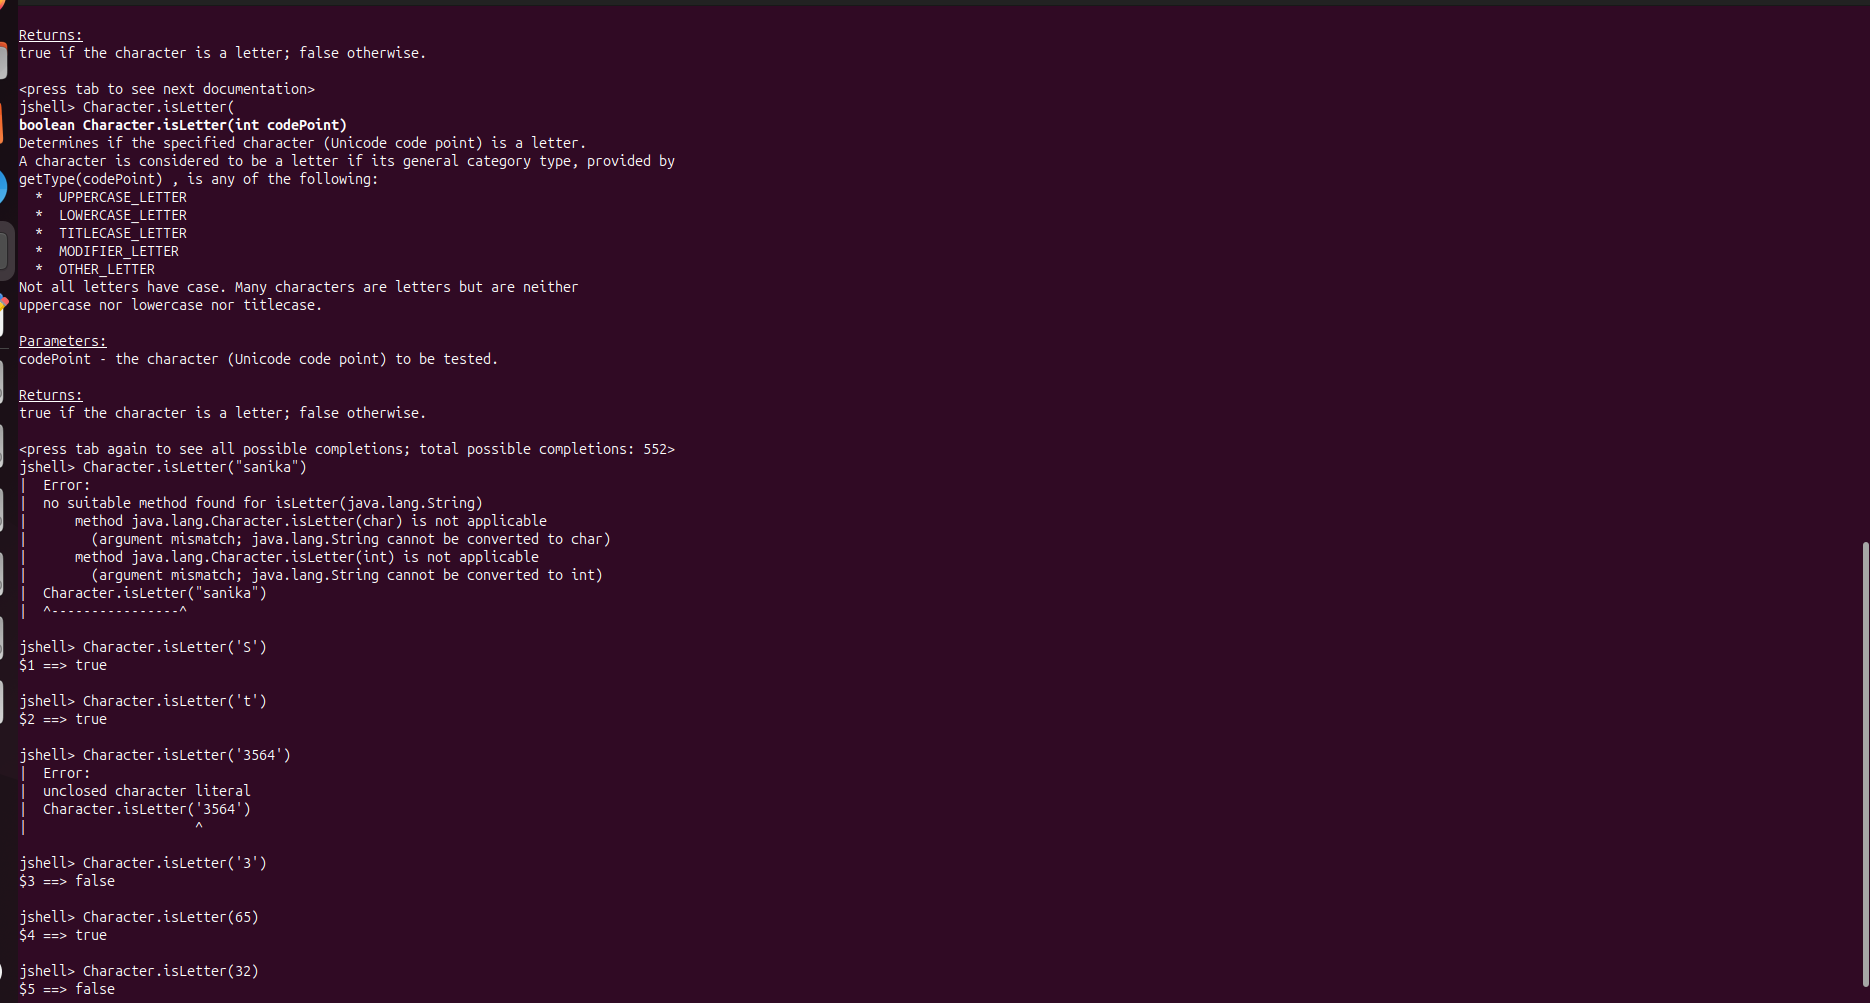 Returns:
true if the character is a letter; false otherwise.
<press tab to see next documentation>
jshell> Character.isLetter(
boolean Character.isLetter(int codePoint)
Determines if the specified character (Unicode code point) is a letter.
A character is considered to be a letter if its general category type, provided by
getType(codePoint) , is any of the following:
  *  UPPERCASE_LETTER
  *  LOWERCASE_LETTER
  *  TITLECASE_LETTER
  *  MODIFIER_LETTER
  *  OTHER_LETTER
Not all letters have case. Many characters are letters but are neither
uppercase nor lowercase nor titlecase.
Parameters:
codePoint - the character (Unicode code point) to be tested.
Returns:
true if the character is a letter; false otherwise.
<press tab again to see all possible completions; total possible completions: 552>
jshell> Character.isLetter("sanika")
|  Error:
|  no suitable method found for isLetter(java.lang.String)
|      method java.lang.Character.isLetter(char) is not applicable
|        (argument mismatch; java.lang.String cannot be converted to char)
|      method java.lang.Character.isLetter(int) is not applicable
|        (argument mismatch; java.lang.String cannot be converted to int)
|  Character.isLetter("sanika")
|  ^----------------^
jshell> Character.isLetter('S')
$1 ==> true
jshell> Character.isLetter('t')
$2 ==> true
jshell> Character.isLetter('3564')
|  Error:
|  unclosed character literal
|  Character.isLetter('3564')
|                     ^
jshell> Character.isLetter('3')
$3 ==> false
jshell> Character.isLetter(65)
$4 ==> true
jshell> Character.isLetter(32)
$5 ==> false